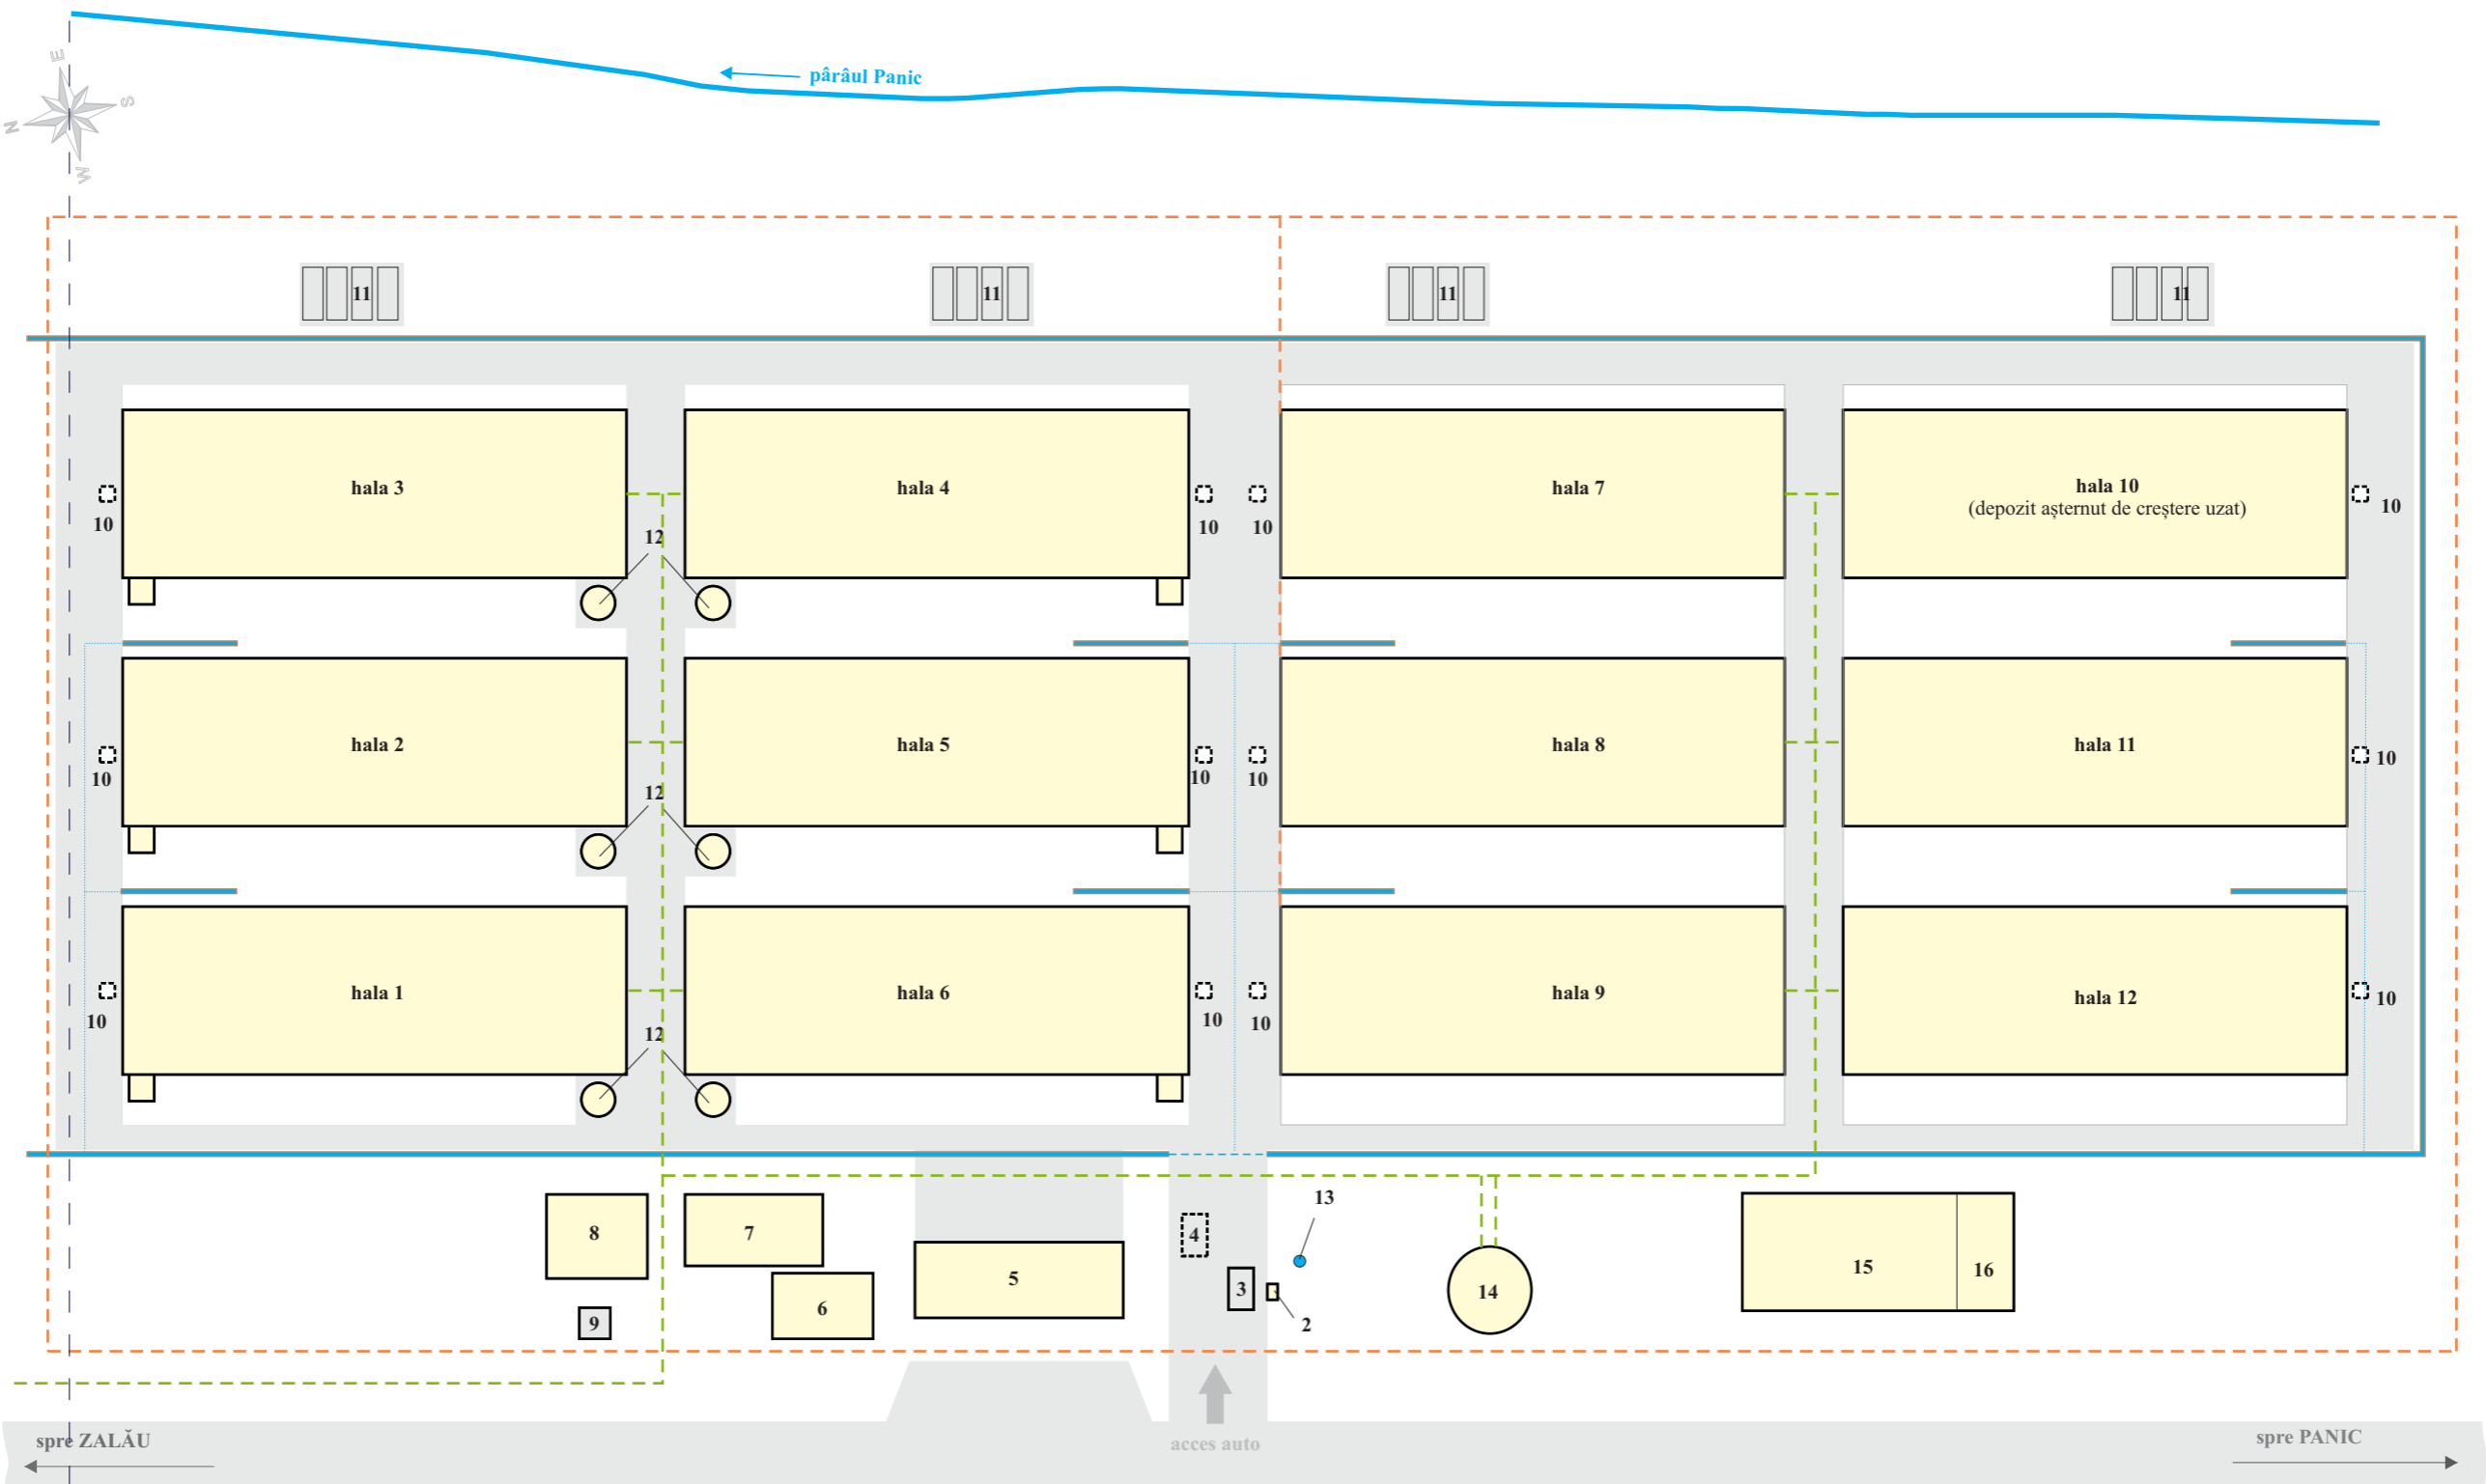 pârâul Panic
E
S
N
W
11
11
11
11
hala 3
hala 4
hala 7
hala 10
(depozit așternut de creștere uzat)
10
10
10
10
12
hala 2
hala 5
hala 8
hala 11
10
10
10
10
12
hala 1
hala 6
hala 9
hala 12
10
10
10
10
12
13
8
7
4
5
3
14
15
16
6
9
2
spre ZALĂU
acces auto
spre PANIC